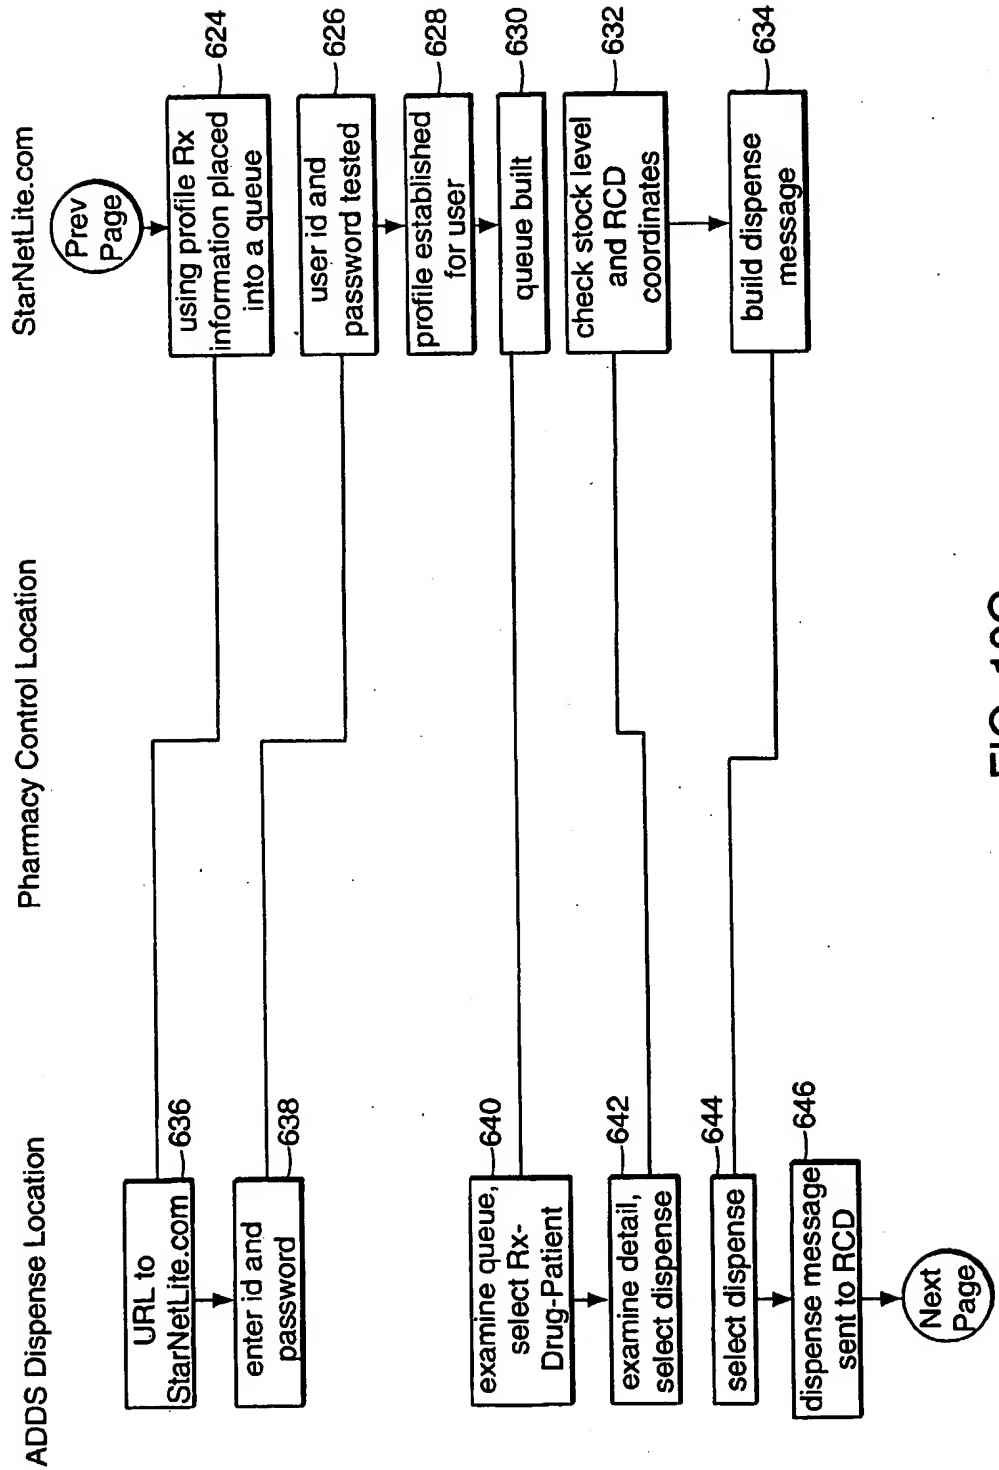 ADDS Dispense Location
Pharmacy Control Location
StarNetLite.com
Prev
Page
using profile Rx
information placed
into a queue
624
user id and
password tested
626
profile established
for user
628
queue built
630
check stock level
and RCD
coordinates
632
build dispense
message
634
URL to
StarNetLite.com
636
enter id and
password
638
examine queue,
select Rx-
Drug-Patient
640
examine detail,
select dispense
642
select dispense
644
dispense message
sent to RCD
646
Next
Page